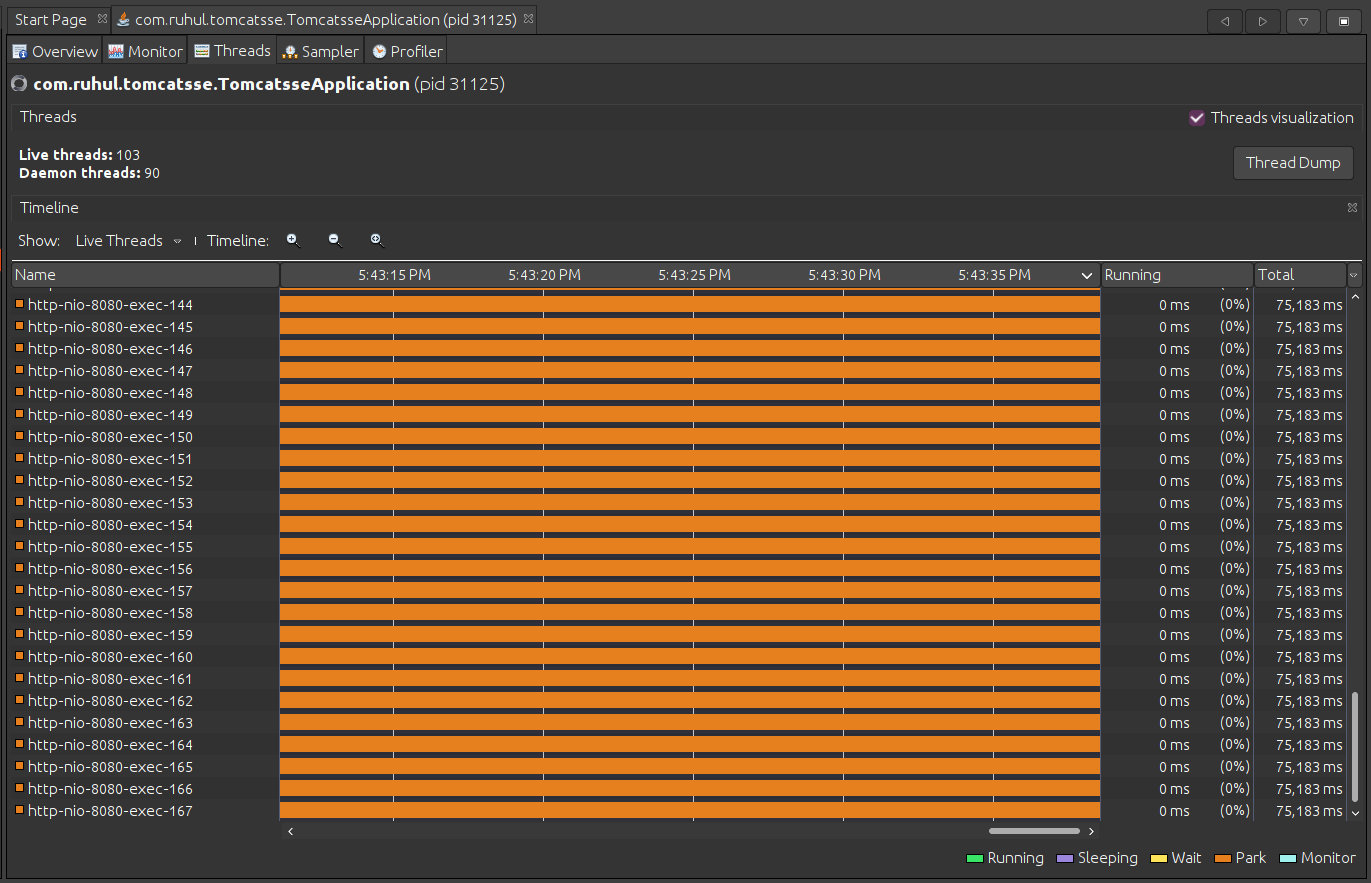 Start Page com.ruhul.tomcatsse.TomcatsseApplication (pid 31125)
Overview Monitor Threads Sampler Profiler
com.ruhul.tomcatsse.TomcatsseApplication (pid 31125)
Threads Threads visualization
Live threads: 103
Daemon threads: 90
Thread Dump
Timeline
Show: Live Threads Timeline:
Name 5:43:15 PM 5:43:20 PM 5:43:25 PM 5:43:30 PM 5:43:35 PM Running Total
http-nio-8080-exec-144 0 ms (0%) 75,183 ms
http-nio-8080-exec-145 0 ms (0%) 75,183 ms
http-nio-8080-exec-146 0 ms (0%) 75,183 ms
http-nio-8080-exec-147 0 ms (0%) 75,183 ms
http-nio-8080-exec-148 0 ms (0%) 75,183 ms
http-nio-8080-exec-149 0 ms (0%) 75,183 ms
http-nio-8080-exec-150 0 ms (0%) 75,183 ms
http-nio-8080-exec-151 0 ms (0%) 75,183 ms
http-nio-8080-exec-152 0 ms (0%) 75,183 ms
http-nio-8080-exec-153 0 ms (0%) 75,183 ms
http-nio-8080-exec-154 0 ms (0%) 75,183 ms
http-nio-8080-exec-155 0 ms (0%) 75,183 ms
http-nio-8080-exec-156 0 ms (0%) 75,183 ms
http-nio-8080-exec-157 0 ms (0%) 75,183 ms
http-nio-8080-exec-158 0 ms (0%) 75,183 ms
http-nio-8080-exec-159 0 ms (0%) 75,183 ms
http-nio-8080-exec-160 0 ms (0%) 75,183 ms
http-nio-8080-exec-161 0 ms (0%) 75,183 ms
http-nio-8080-exec-162 0 ms (0%) 75,183 ms
http-nio-8080-exec-163 0 ms (0%) 75,183 ms
http-nio-8080-exec-164 0 ms (0%) 75,183 ms
http-nio-8080-exec-165 0 ms (0%) 75,183 ms
http-nio-8080-exec-166 0 ms (0%) 75,183 ms
http-nio-8080-exec-167 0 ms (0%) 75,183 ms
Running Sleeping Wait Park Monitor